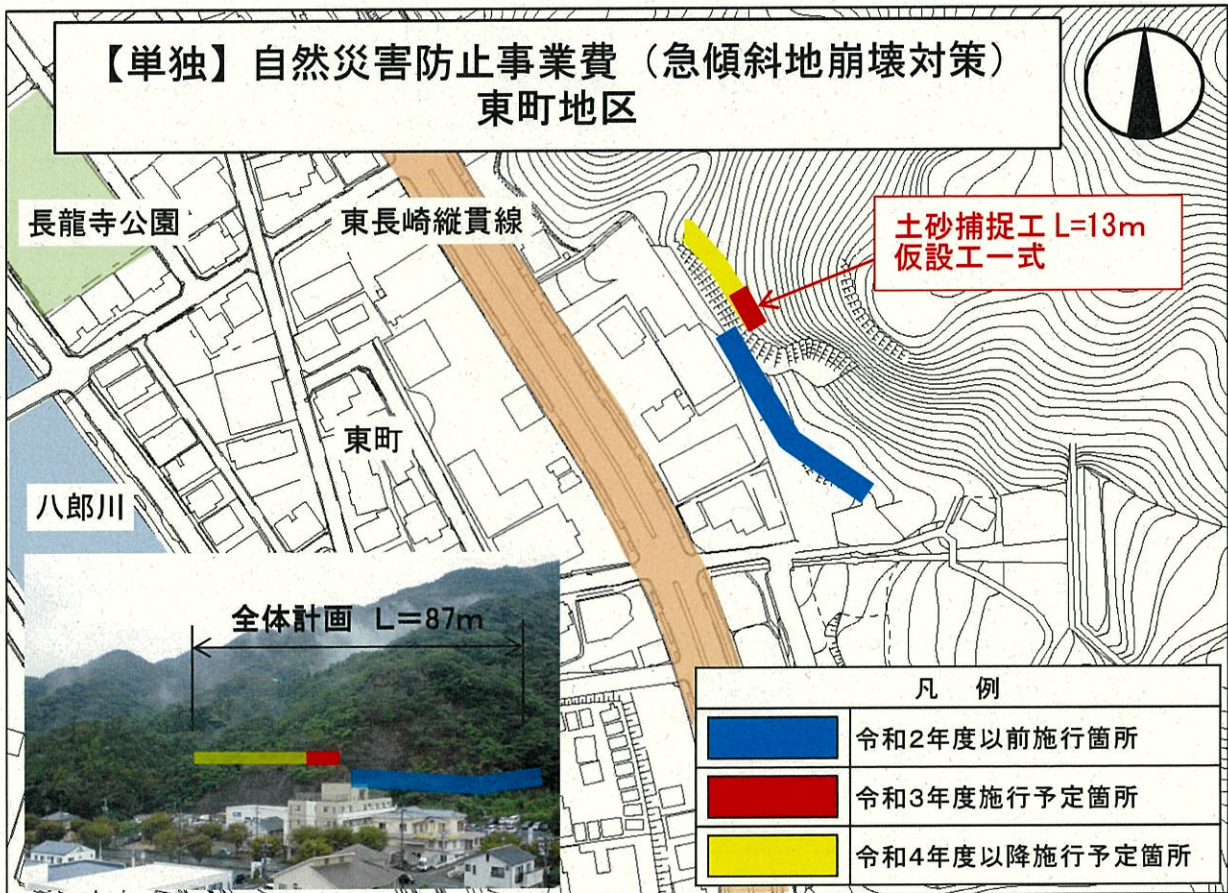 【単独】自然災害防止事業費（急傾斜地崩壊対策）
東町地区
長龍寺公園
東長崎縦貫線
土砂捕捉工 L=13m
仮設工一式
東町
八郎川
全体計画 L=87m
凡 例
令和2年度以前施行箇所
令和3年度施行予定箇所
令和4年度以降施行予定箇所